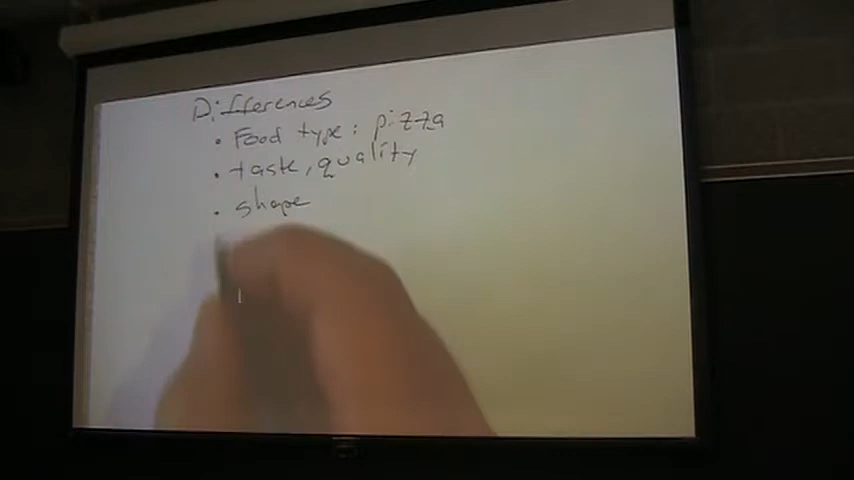 Differences
• Food type: pizza
• taste, quality
• shape